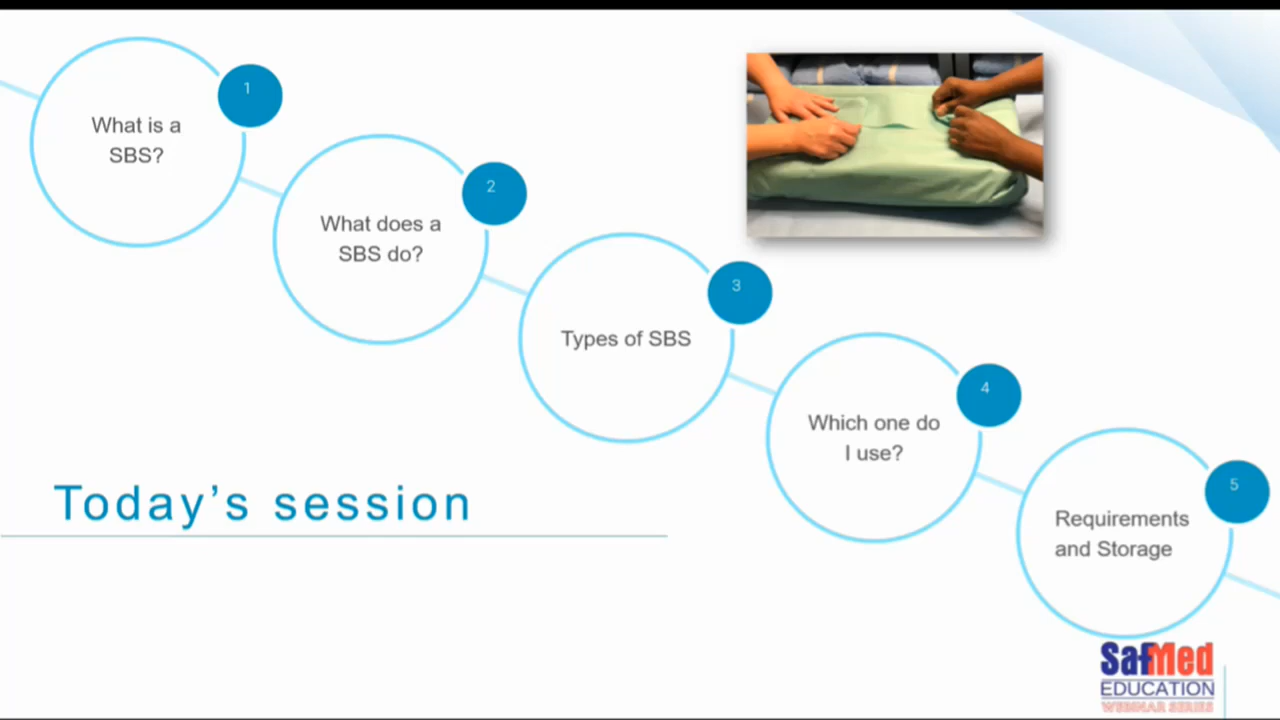 1
What is a
SBS?
2
What does a
SBS do?
3
Types of SBS
4
Which one do
I use?
5
Requirements
and Storage
Today’s session
SafMed
EDUCATION
WEBINAR SERIES